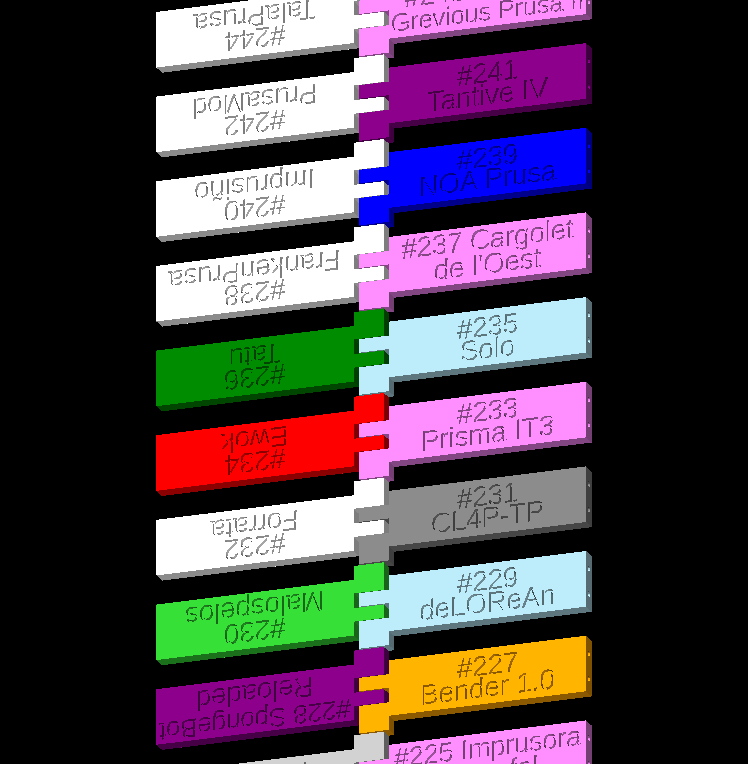 TalaPrusa
#244
Grevious Prusa
PrusaMod
#242
#241
Tantive IV
Imprusiño
#240
#239
NOA Prusa
FrankenPrusa
#238
#237 Cargolet
de l'Oest
Tatu
#236
#235
Solo
Ewok
#234
#233
Prisma IT3
Forrata
#232
#231
CL4P-TP
Malospelos
#230
#229
deLOReAn
#228 SpongeBot
Reloaded
#227
Bender 1.0
#225 Imprusora